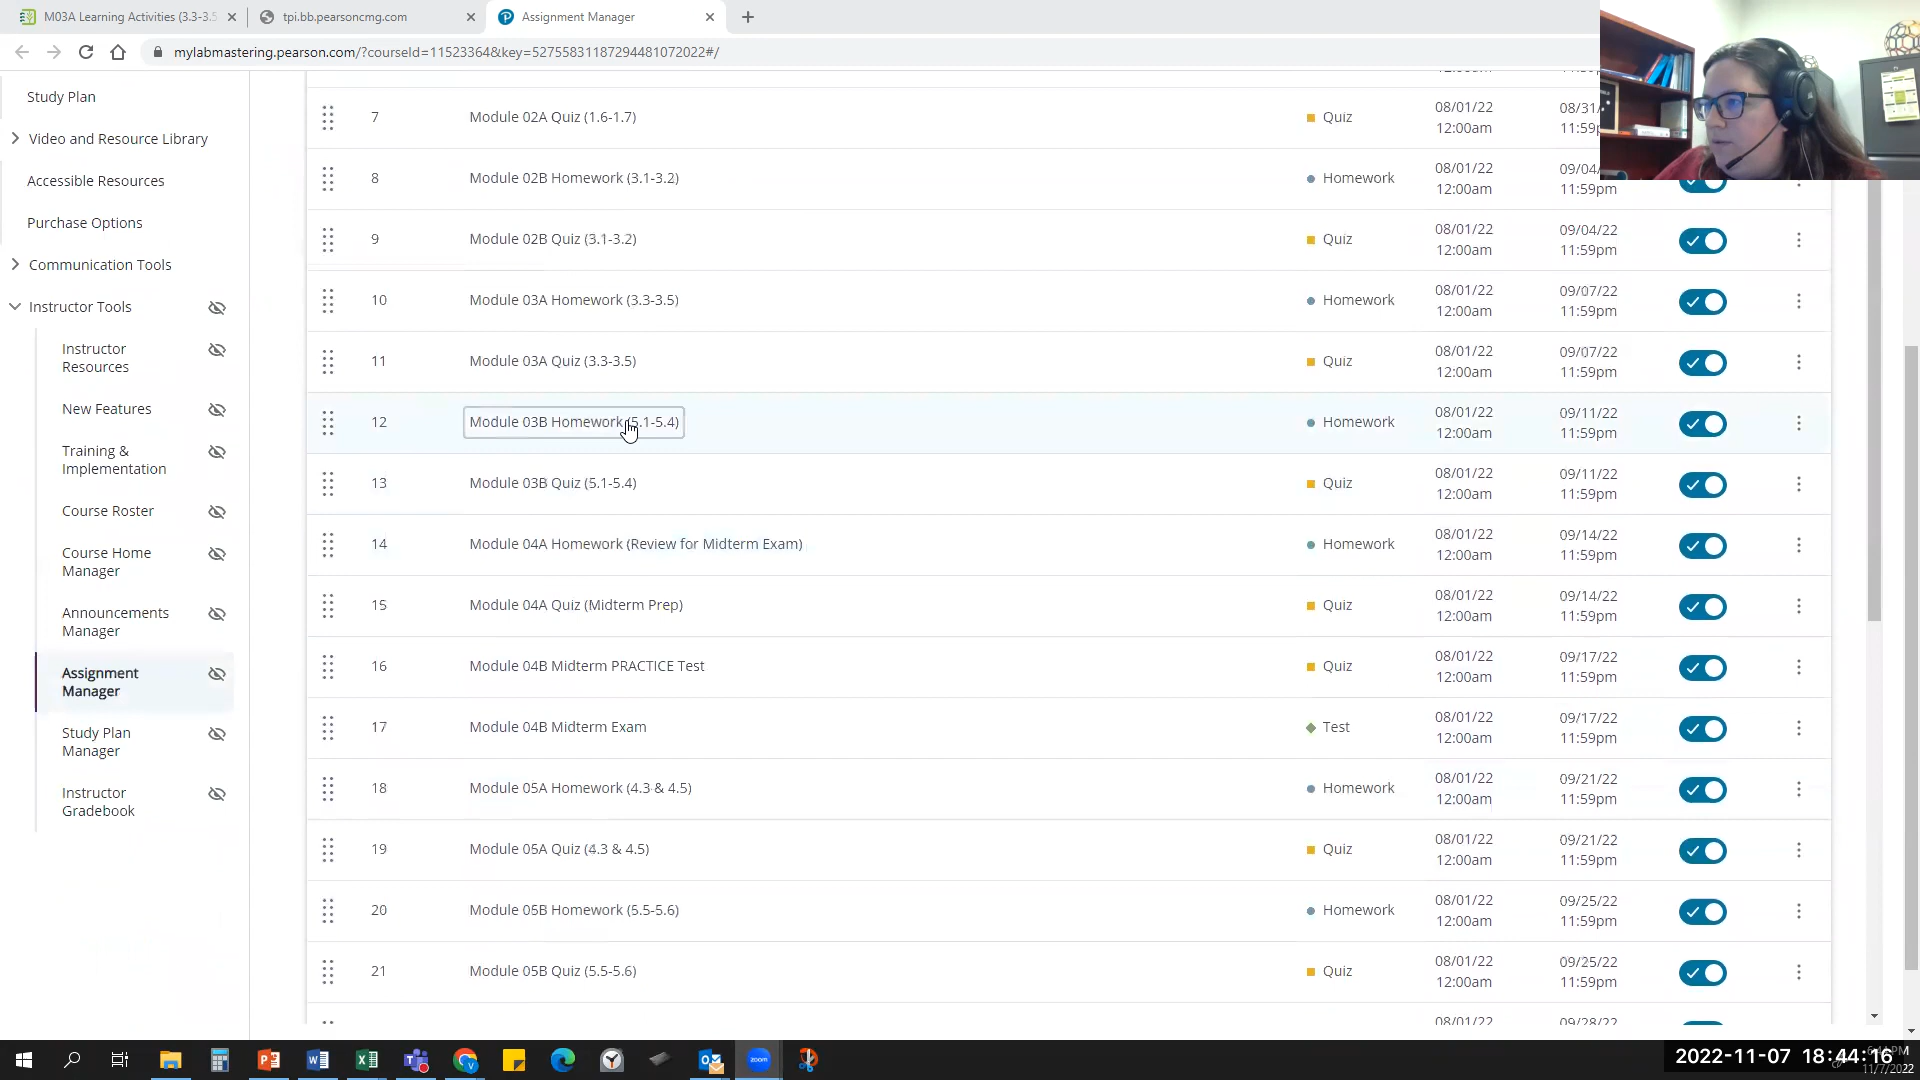 M03A Learning Activities (3.3-3.5
tpi.bb.pearsoncmg.com
Assignment Manager
mylabmastering.pearson.com/?courseId=11523364&key=52755831187294481072022#/
Study Plan
Video and Resource Library
Accessible Resources
Purchase Options
Communication Tools
Instructor Tools
Instructor
Resources
New Features
Training &
Implementation
Course Roster
Course Home
Manager
Announcements
Manager
Assignment
Manager
Study Plan
Manager
Instructor
Gradebook
7 Module 02A Quiz (1.6-1.7) Quiz 08/01/22 08/31/
12:00am 11:59p
8 Module 02B Homework (3.1-3.2) Homework 08/01/22 09/04/
12:00am 11:59pm
9 Module 02B Quiz (3.1-3.2) Quiz 08/01/22 09/04/22
12:00am 11:59pm
10 Module 03A Homework (3.3-3.5) Homework 08/01/22 09/07/22
12:00am 11:59pm
11 Module 03A Quiz (3.3-3.5) Quiz 08/01/22 09/07/22
12:00am 11:59pm
12 Module 03B Homework (5.1-5.4) Homework 08/01/22 09/11/22
12:00am 11:59pm
13 Module 03B Quiz (5.1-5.4) Quiz 08/01/22 09/11/22
12:00am 11:59pm
14 Module 04A Homework (Review for Midterm Exam) Homework 08/01/22 09/14/22
12:00am 11:59pm
15 Module 04A Quiz (Midterm Prep) Quiz 08/01/22 09/14/22
12:00am 11:59pm
16 Module 04B Midterm PRACTICE Test Quiz 08/01/22 09/17/22
12:00am 11:59pm
17 Module 04B Midterm Exam Test 08/01/22 09/17/22
12:00am 11:59pm
18 Module 05A Homework (4.3 & 4.5) Homework 08/01/22 09/21/22
12:00am 11:59pm
19 Module 05A Quiz (4.3 & 4.5) Quiz 08/01/22 09/21/22
12:00am 11:59pm
20 Module 05B Homework (5.5-5.6) Homework 08/01/22 09/25/22
12:00am 11:59pm
21 Module 05B Quiz (5.5-5.6) Quiz 08/01/22 09/25/22
12:00am 11:59pm
08/01/22 09/28/22
zoom
2022-11-07 18:44:16
11/7/2022